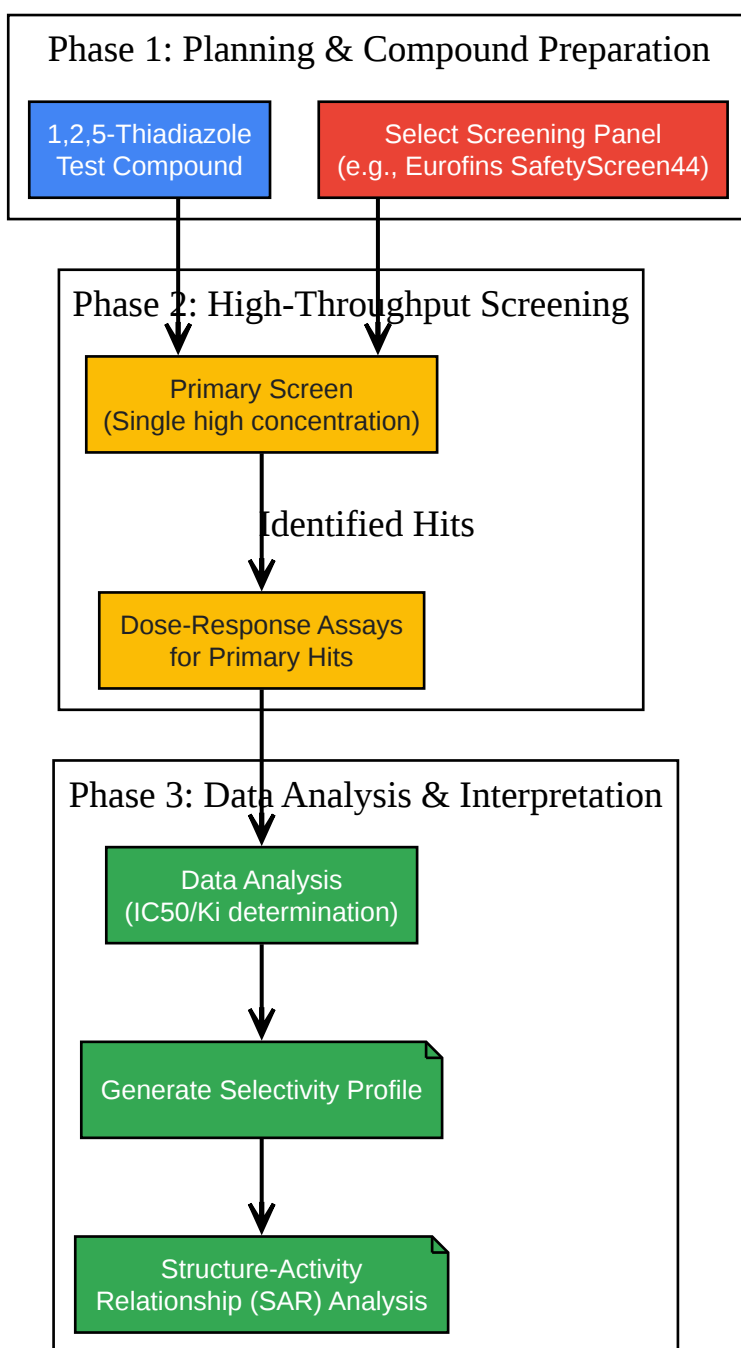 Phase 1: Planning & Compound Preparation
1,2,5-Thiadiazole
Test Compound
Select Screening Panel
(e.g., Eurofins SafetyScreen44)
Phase 2: High-Throughput Screening
Primary Screen
(Single high concentration)
Identified Hits
Dose-Response Assays
for Primary Hits
Phase 3: Data Analysis & Interpretation
Data Analysis
(IC50/Ki determination)
Generate Selectivity Profile
Structure-Activity
Relationship (SAR) Analysis